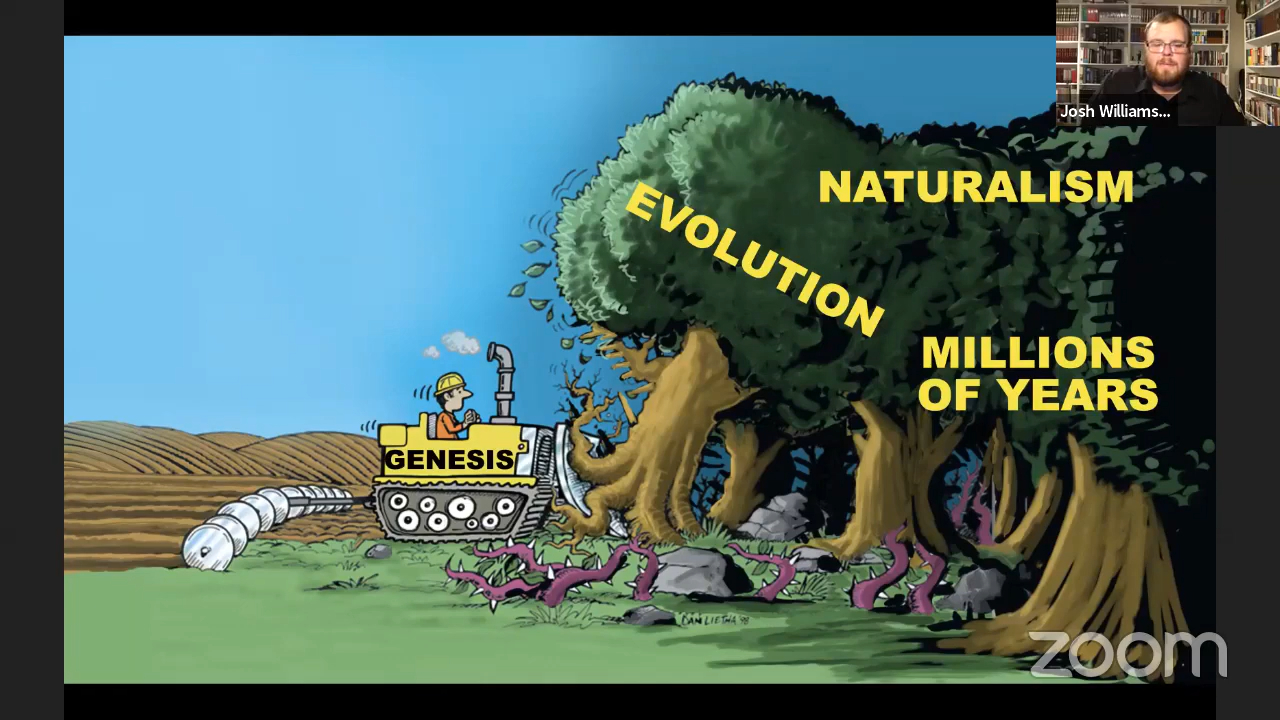 Josh Williams...
NATURALISM
EVOLUTION
MILLIONS
OF YEARS
GENESIS
DAN LIETHA '98
zoom